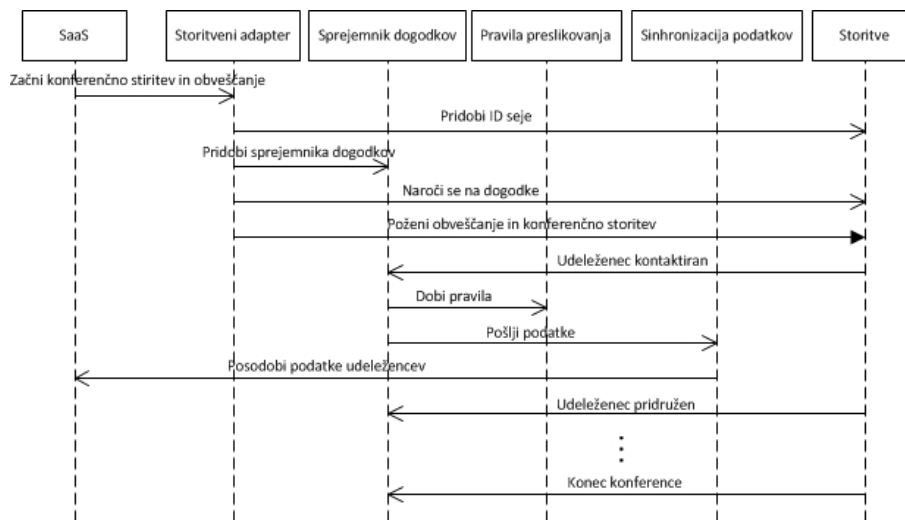 SaaS
Storitveni adapter
Sprejemnik dogodkov
Pravila preslikovanja
Sinhronizacija podatkov
Storitve
Začni konferenčno stiritev in obveščanje
Pridobi ID seje
Pridobi sprejemnika dogodkov
Naroči se na dogodke
Poženi obveščanje in konferenčno storitev
Udeleženec kontaktiran
Dobi pravila
Pošlji podatke
Posodobi podatke udeležencev
Udeleženec pridružen
Konec konference